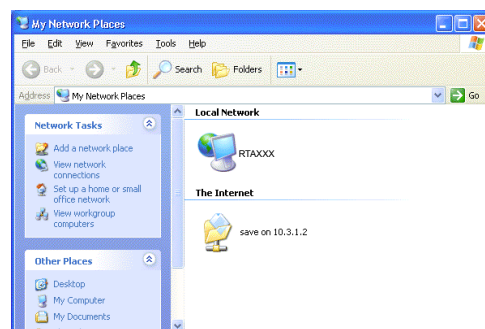 My Network Places
File Edit View Favorites Tools Help
Back Search Folders
Address My Network Places Go
Network Tasks
Add a network place
View network
connections
Set up a home or small
office network
View workgroup
computers
Other Places
Desktop
My Computer
My Documents
Local Network
RTAXXX
The Internet
save on 10.3.1.2